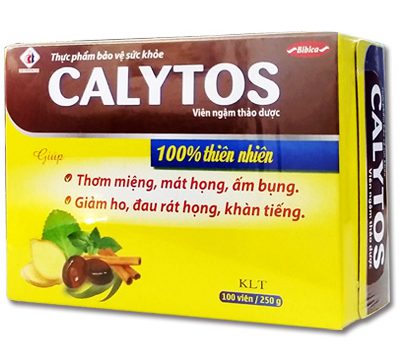 Thực phẩm bảo vệ sức khỏe
Bibica
CALYTOS
Viên ngậm thảo dược
Giúp
100% thiên nhiên
Thơm miệng, mát họng, ấm bụng.
Giảm ho, đau rát họng, khàn tiếng.
KLT
100 viên / 250 g
CALYTOS
Viên ngậm thảo dược